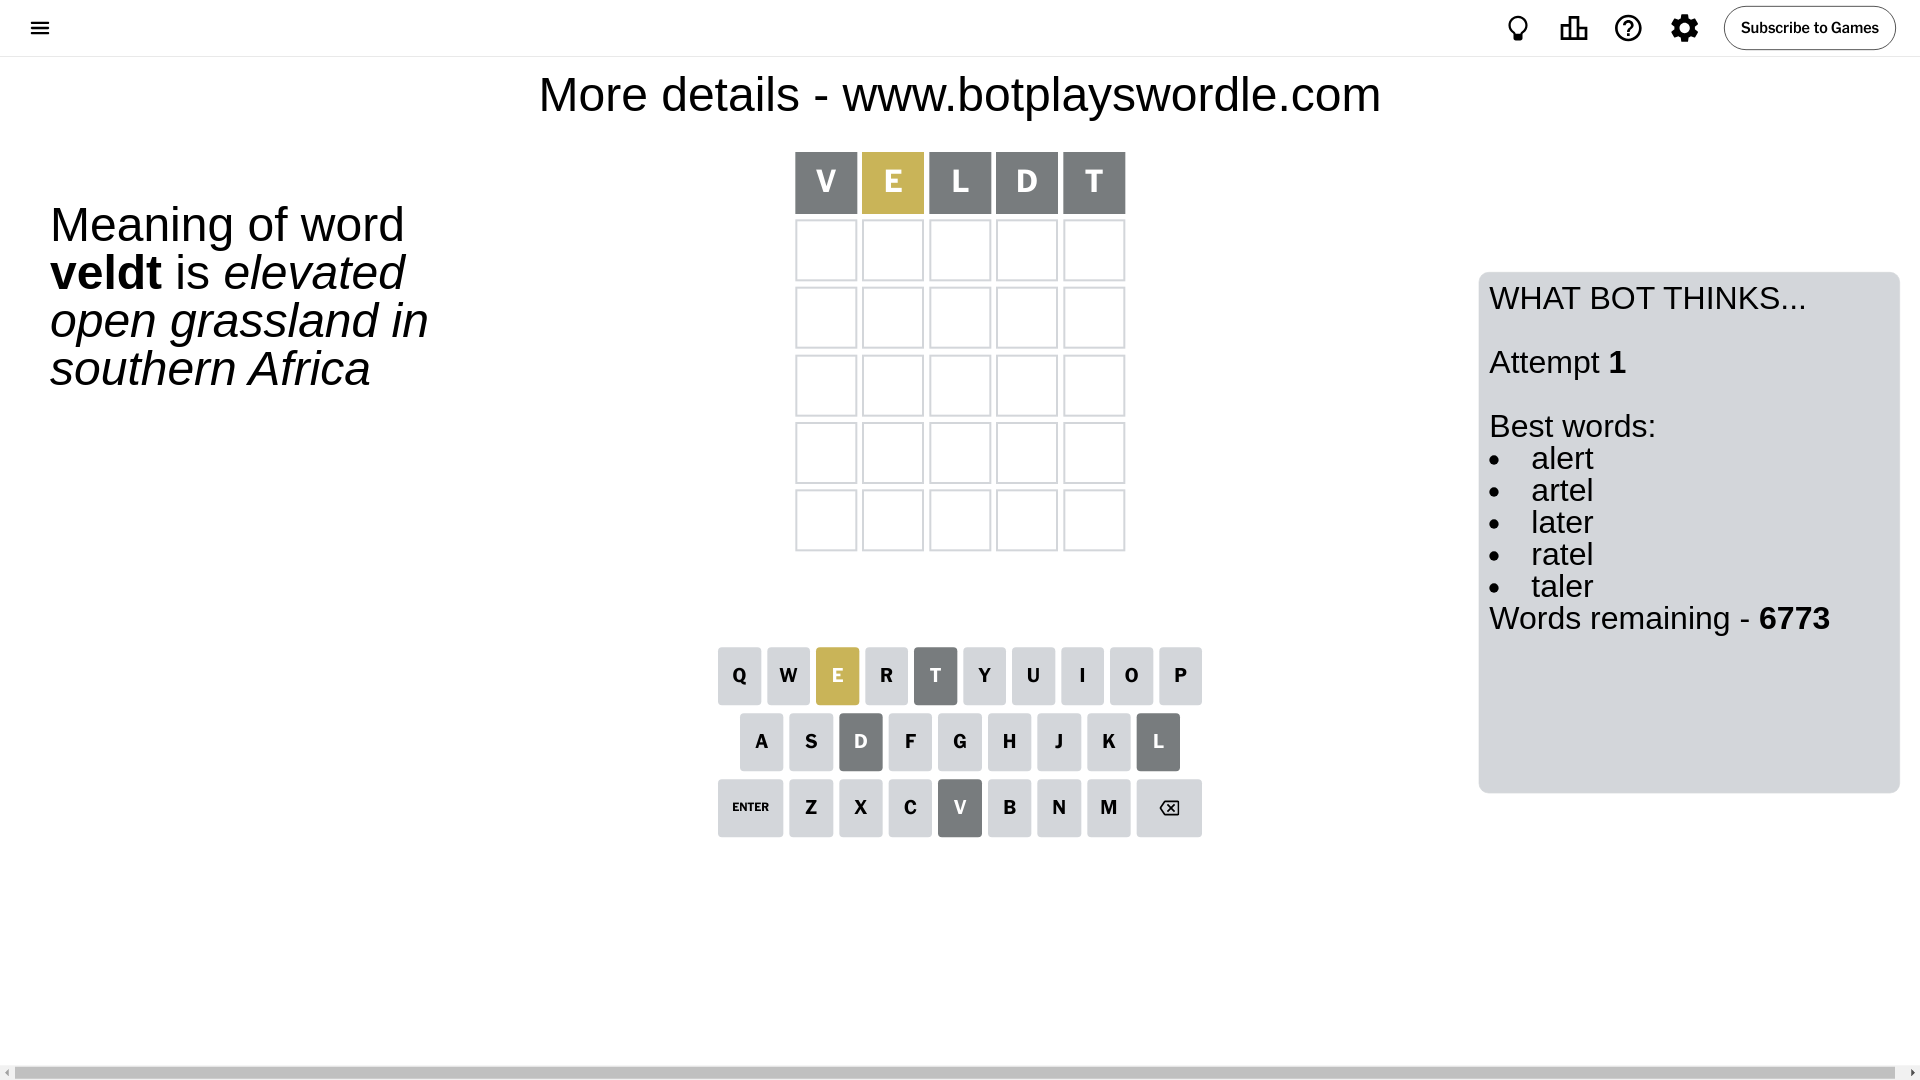 Subscribe to Games
More details - www.botplayswordle.com
V E L D T
Meaning of word
veldt is elevated
open grassland in
southern Africa
WHAT BOT THINKS...
Attempt 1
Best words:
• alert
• artel
• later
• ratel
• taler
Words remaining - 6773
Q W E R T Y U I O P
A S D F G H J K L
ENTER Z X C V B N M